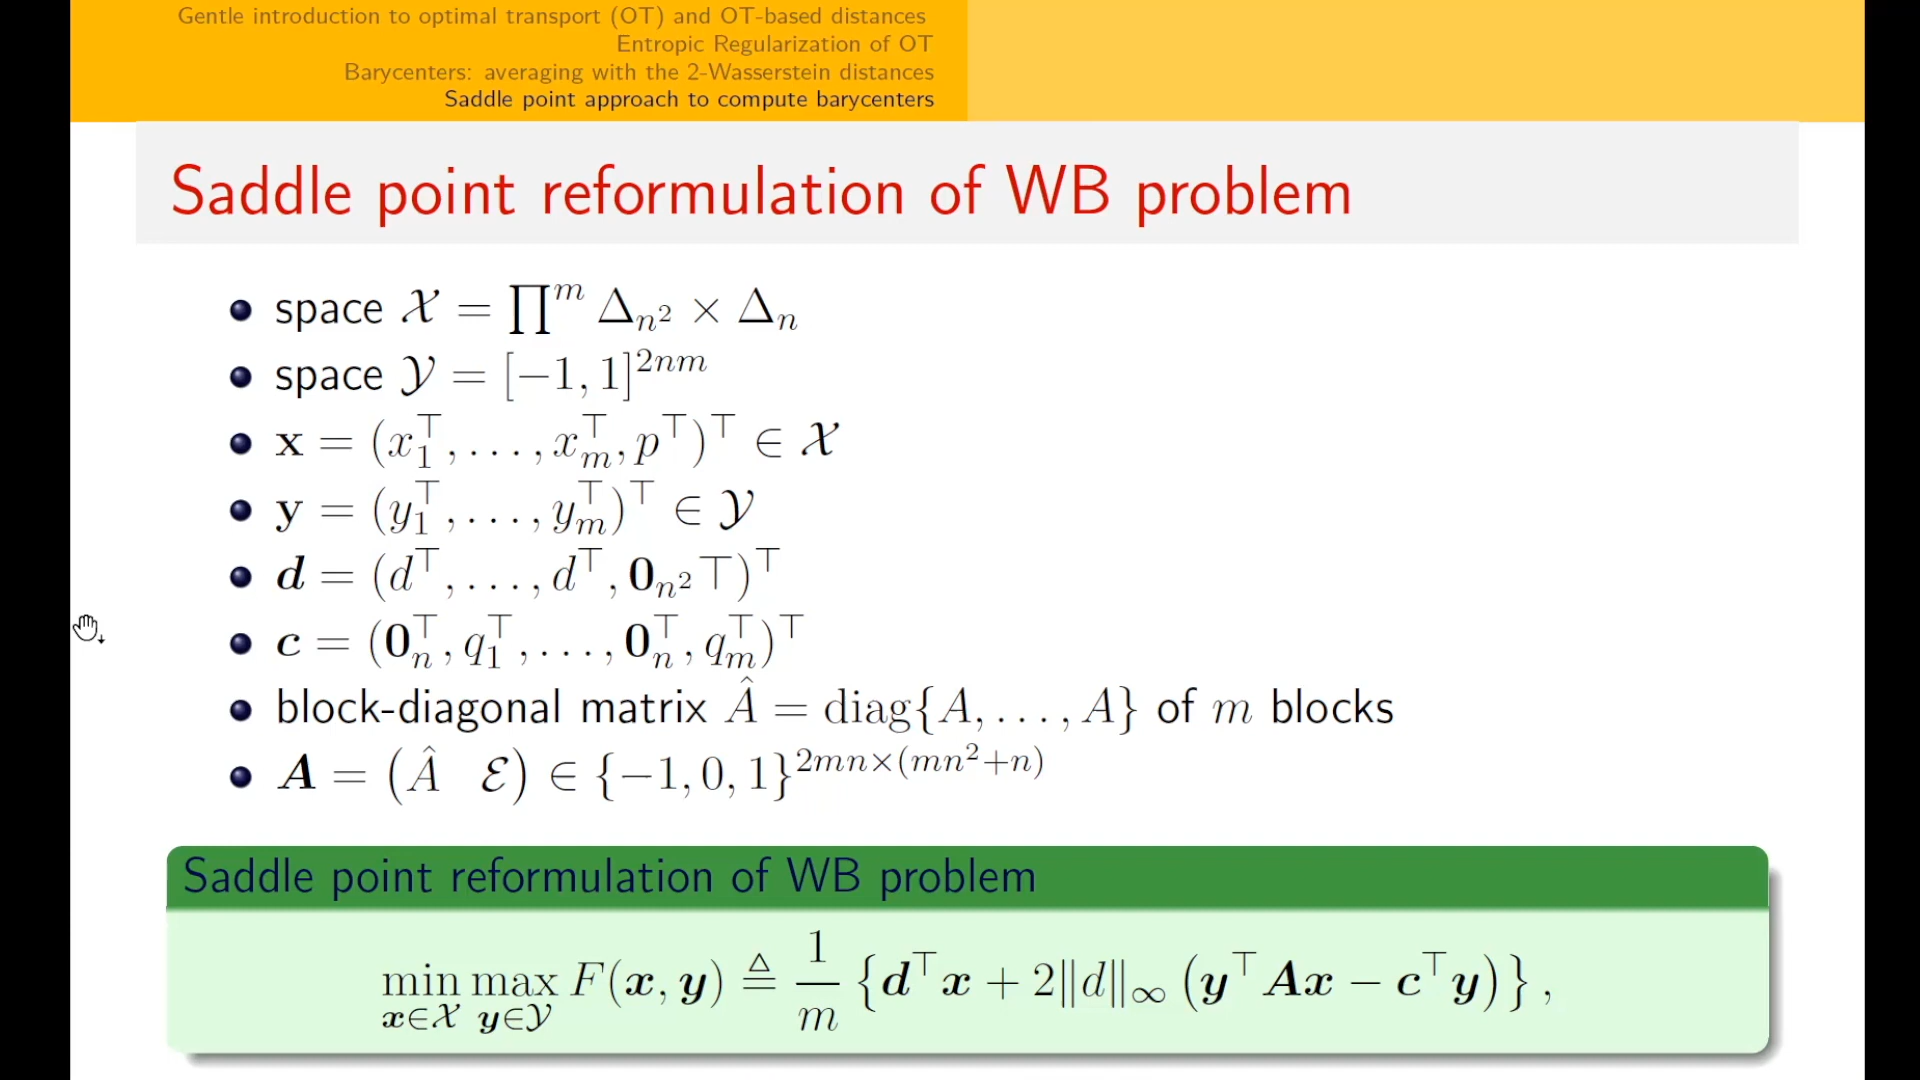 Gentle introduction to optimal transport (OT) and OT-based distances
Entropic Regularization of OT
Barycenters: averaging with the 2-Wasserstein distances
Saddle point approach to compute barycenters
Saddle point reformulation of WB problem
• space 𝒳 = ∏^m Δ_{n²} × Δ_n
• space 𝒴 = [−1, 1]^{2nm}
• 𝐱 = (x_1^⊤, . . . , x_m^⊤, p^⊤)^⊤ ∈ 𝒳
• 𝐲 = (y_1^⊤, . . . , y_m^⊤)^⊤ ∈ 𝒴
• 𝒅 = (d^⊤, . . . , d^⊤, 𝟎_{n²}⊤)^⊤
• 𝒄 = (𝟎_n^⊤, q_1^⊤, . . . , 𝟎_n^⊤, q_m^⊤)^⊤
• block-diagonal matrix Â = diag{A, . . . , A} of m blocks
• 𝑨 = (Â ℰ) ∈ {−1, 0, 1}^{2mn×(mn²+n)}
Saddle point reformulation of WB problem
min_{𝒙∈𝒳} max_{𝒚∈𝒴} F(𝒙, 𝒚) ≜ 1/m {𝒅^⊤𝒙 + 2‖d‖_∞ (𝒚^⊤𝑨𝒙 − 𝒄^⊤𝒚)} ,